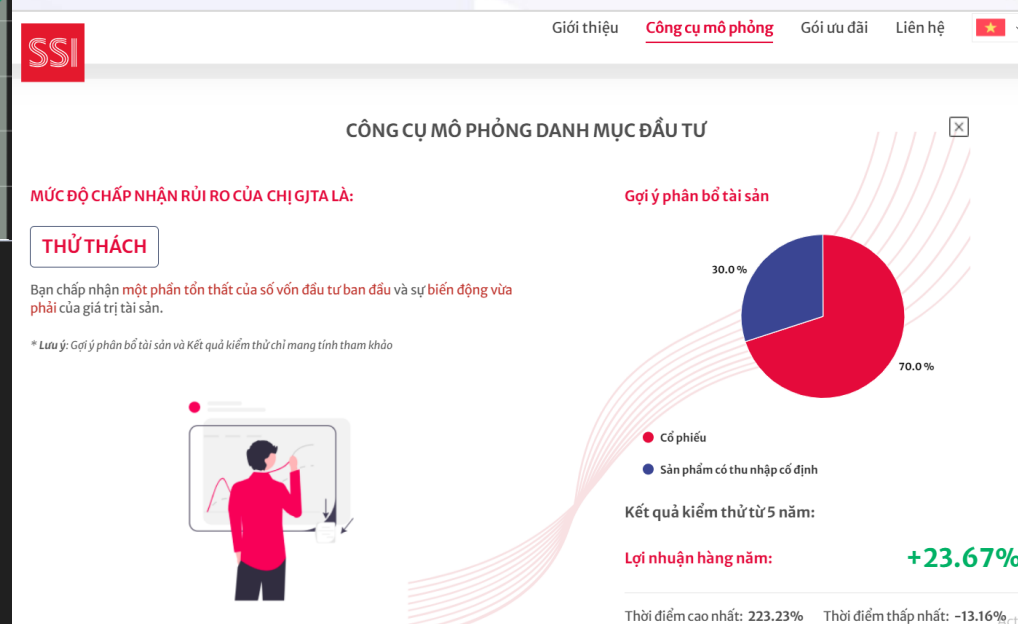 Giới thiệu Công cụ mô phỏng Gói ưu đãi Liên hệ
SSI
CÔNG CỤ MÔ PHỎNG DANH MỤC ĐẦU TƯ
MỨC ĐỘ CHẤP NHẬN RỦI RO CỦA CHỊ GJTA LÀ:
THỬ THÁCH
Bạn chấp nhận một phần tổn thất của số vốn đầu tư ban đầu và sự biến động vừa
phải của giá trị tài sản.
* Lưu ý: Gợi ý phân bổ tài sản và Kết quả kiểm thử chỉ mang tính tham khảo
Gợi ý phân bổ tài sản
30.0 %
70.0 %
Cổ phiếu
Sản phẩm có thu nhập cố định
Kết quả kiểm thử từ 5 năm:
Lợi nhuận hàng năm: +23.67%
Thời điểm cao nhất: 223.23% Thời điểm thấp nhất: -13.16%